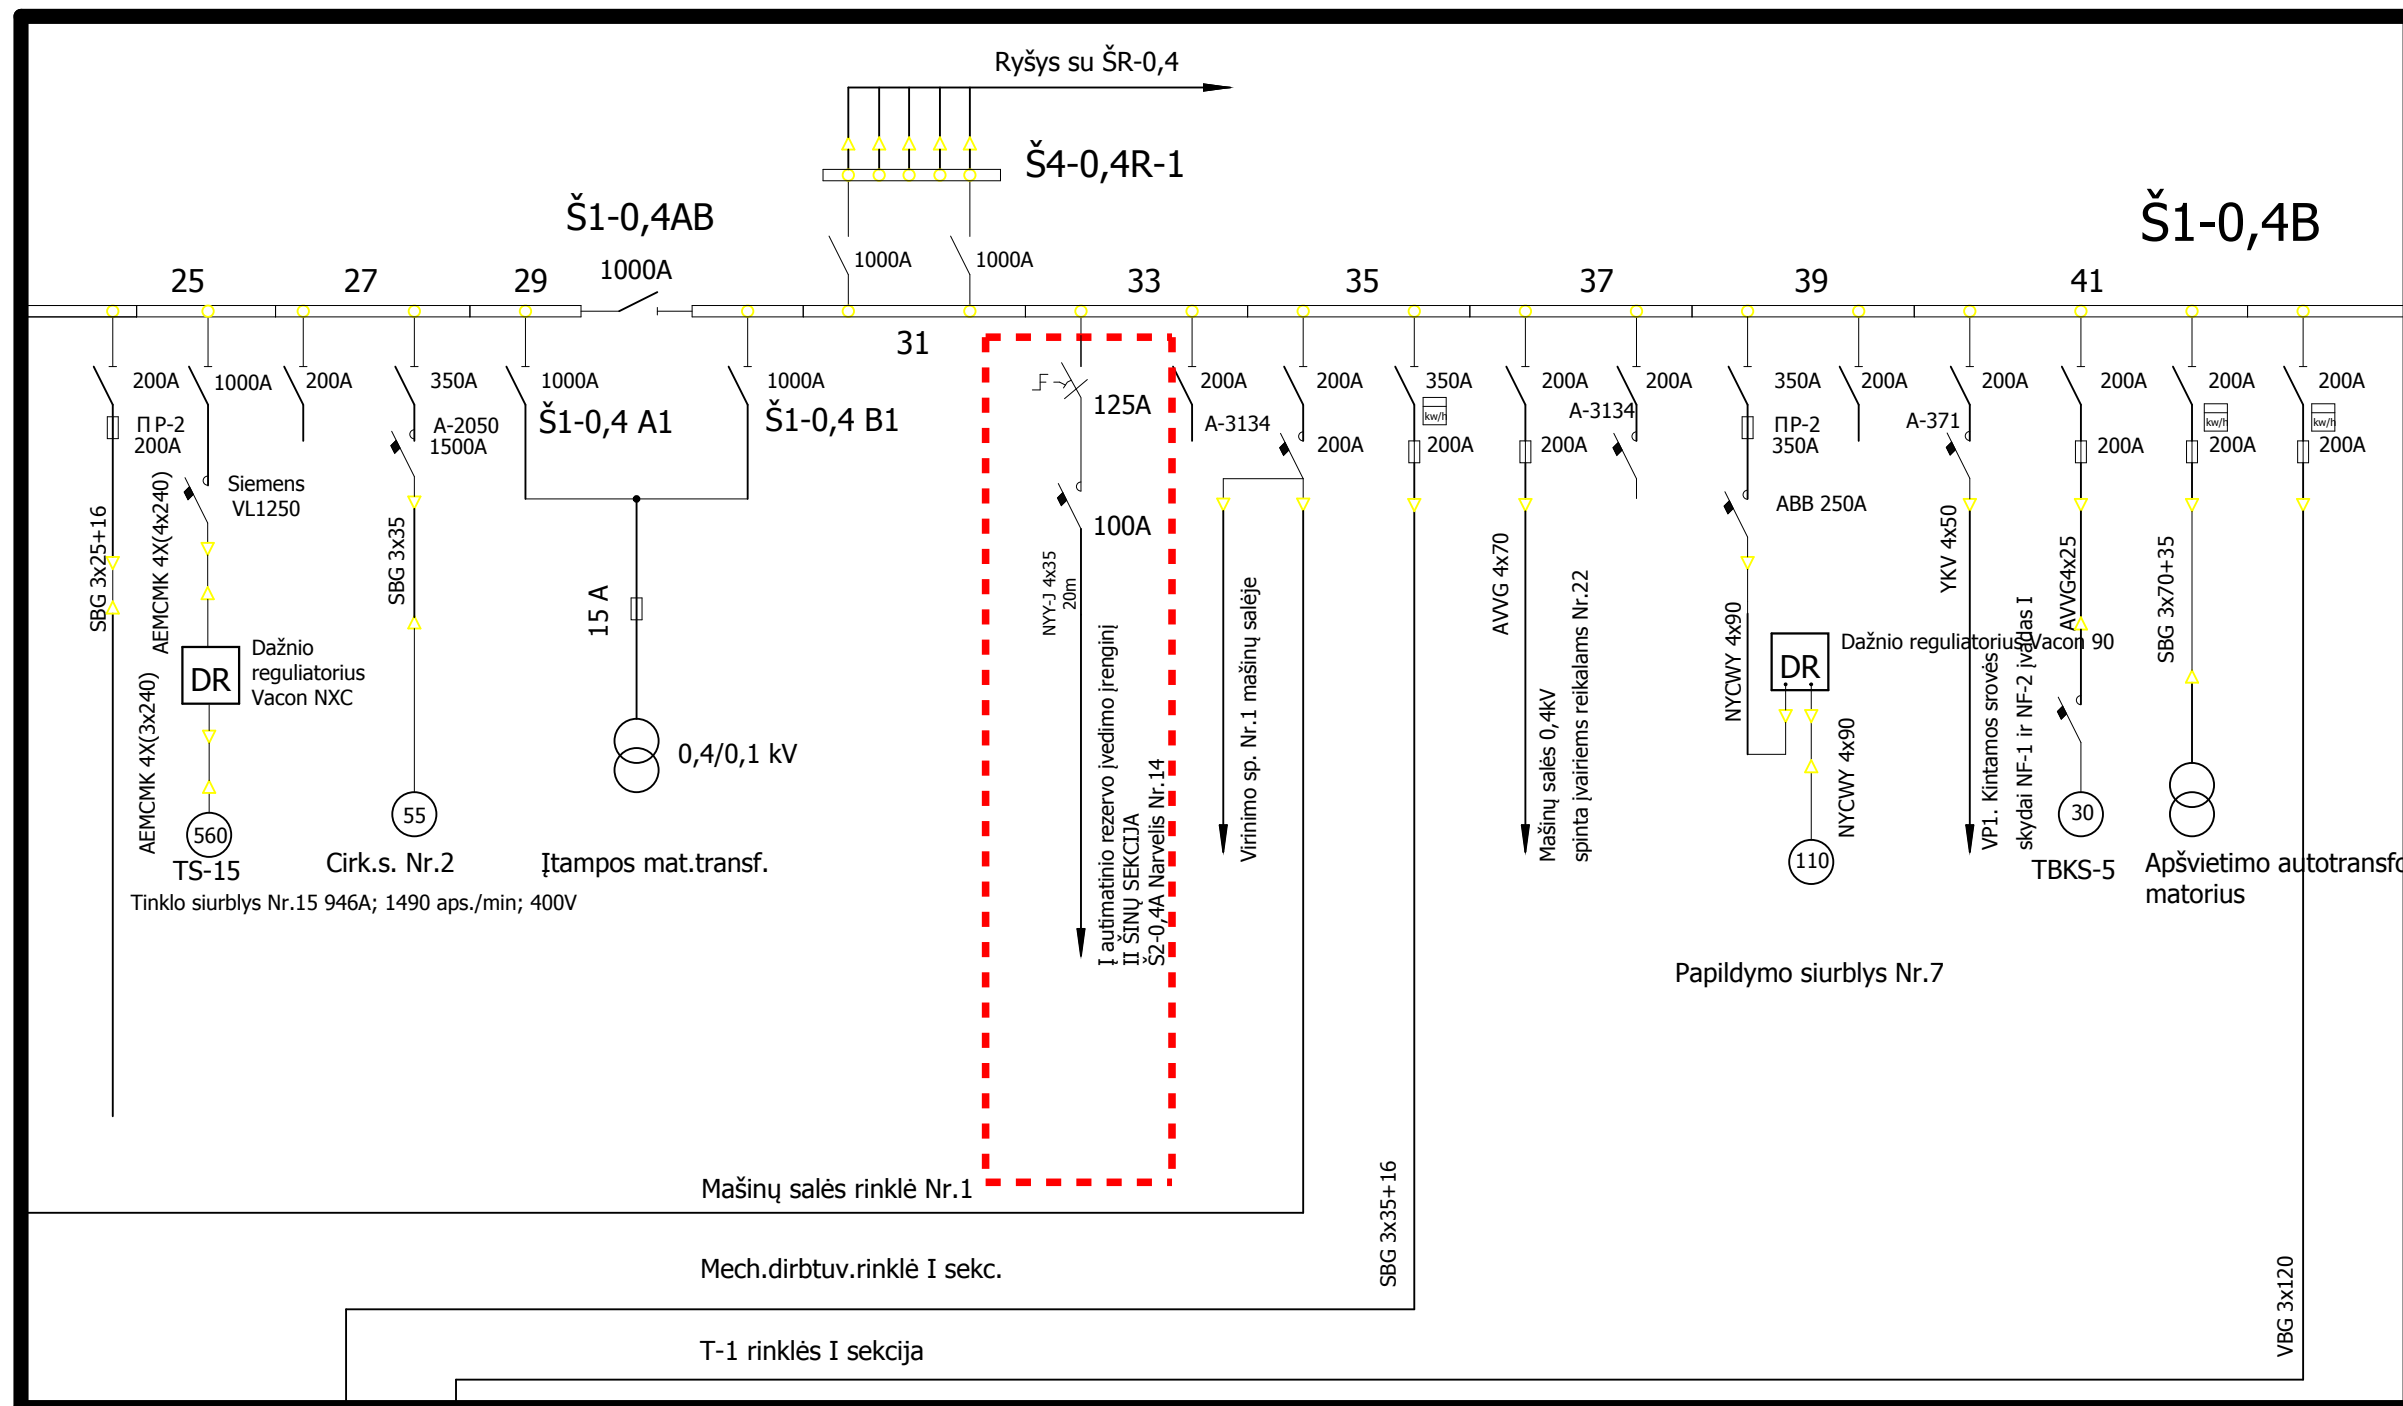 Ryšys su ŠR-0,4
Š4-0,4R-1
Š1-0,4AB
Š1-0,4B
1000A
1000A
1000A
25
27
29
31
33
35
37
39
41
200A
1000A
200A
350A
1000A
1000A
125A
200A
200A
350A
200A
200A
350A
200A
200A
200A
200A
200A
ПР-2
200A
A-2050
1500A
Š1-0,4 A1
Š1-0,4 B1
A-3134
200A
kw/h
200A
200A
A-3134
ПР-2
350A
A-371
200A
kw/h
200A
kw/h
200A
Siemens
VL1250
100A
ABB 250A
SBG 3x25+16
AEMCMK 4X(4x240)
SBG 3x35
15 A
NYY-J 4x35
20m
AVVG 4x70
NYCWY 4x90
YKV 4x50
AVVG4x25
SBG 3x70+35
DR
Dažnio
reguliatorius
Vacon NXC
AEMCMK 4X(3x240)
0,4/0,1 kV
Į autimatinio rezervo įvedimo įrenginį
II ŠINŲ SEKCIJA
Š2-0,4A Narvelis Nr.14
Virinimo sp. Nr.1 mašinų salėje
Mašinų salės 0,4kV
spinta įvairiems reikalams Nr.22
DR
Dažnio reguliatorius Vacon 90
NYCWY 4x90
VP1. Kintamos srovės
skydai NF-1 ir NF-2 įvadas I
560
55
110
30
TS-15
Cirk.s. Nr.2
Įtampos mat.transf.
TBKS-5
Apšvietimo autotransfo
matorius
Tinklo siurblys Nr.15 946A; 1490 aps./min; 400V
Papildymo siurblys Nr.7
Mašinų salės rinklė Nr.1
SBG 3x35+16
Mech.dirbtuv.rinklė I sekc.
VBG 3x120
T-1 rinklės I sekcija